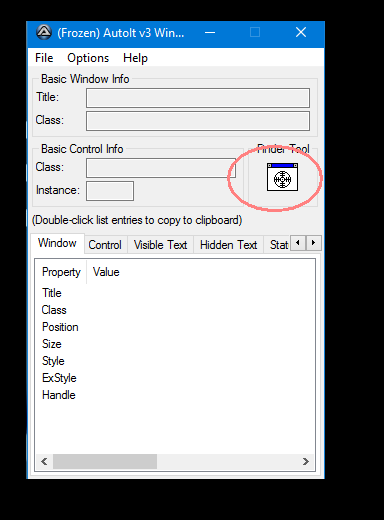 (Frozen) AutoIt v3 Win...
File Options Help
Basic Window Info
Title:
Class:
Basic Control Info
Finder Tool
Class:
Instance:
(Double-click list entries to copy to clipboard)
Window Control Visible Text Hidden Text Stat
Property Value
Title
Class
Position
Size
Style
ExStyle
Handle